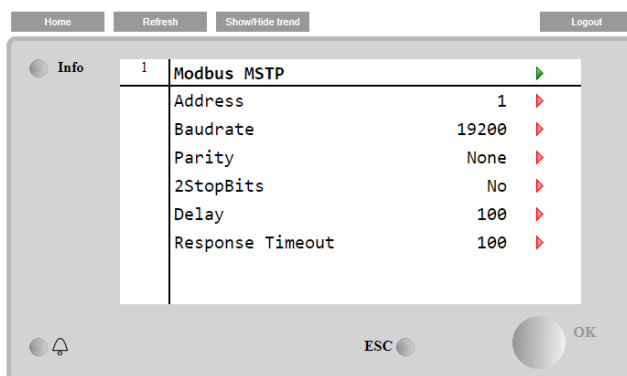 Home Refresh Show/Hide trend Logout
Info
1 Modbus MSTP
Address 1
Baudrate 19200
Parity None
2StopBits No
Delay 100
Response Timeout 100
ESC OK